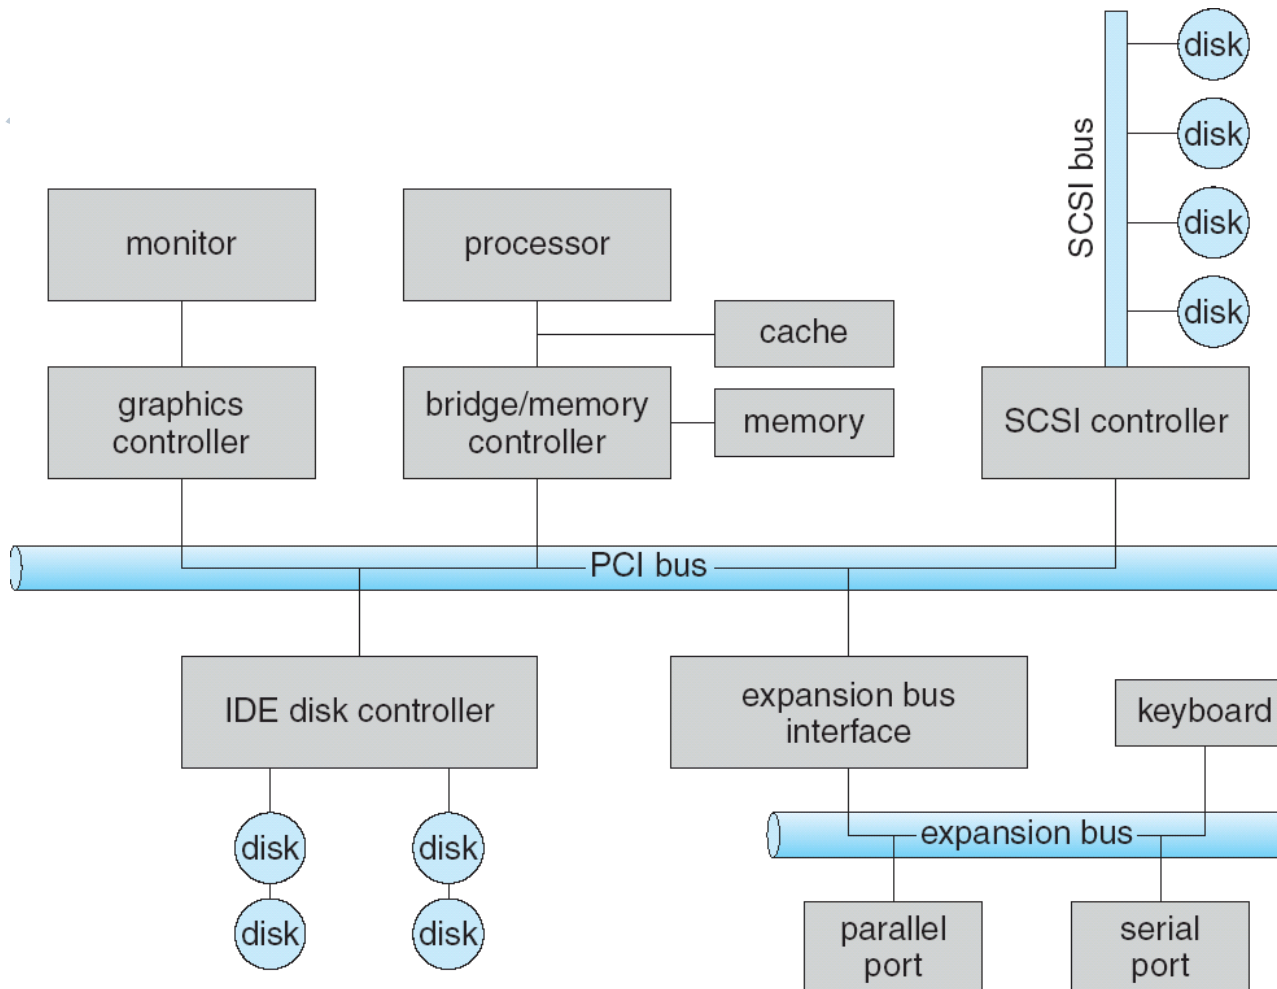 disk
disk
disk
disk
SCSI bus
monitor
processor
cache
graphics
controller
bridge/memory
controller
memory
SCSI controller
PCI bus
IDE disk controller
expansion bus
interface
keyboard
disk
disk
expansion bus
disk
disk
parallel
port
serial
port